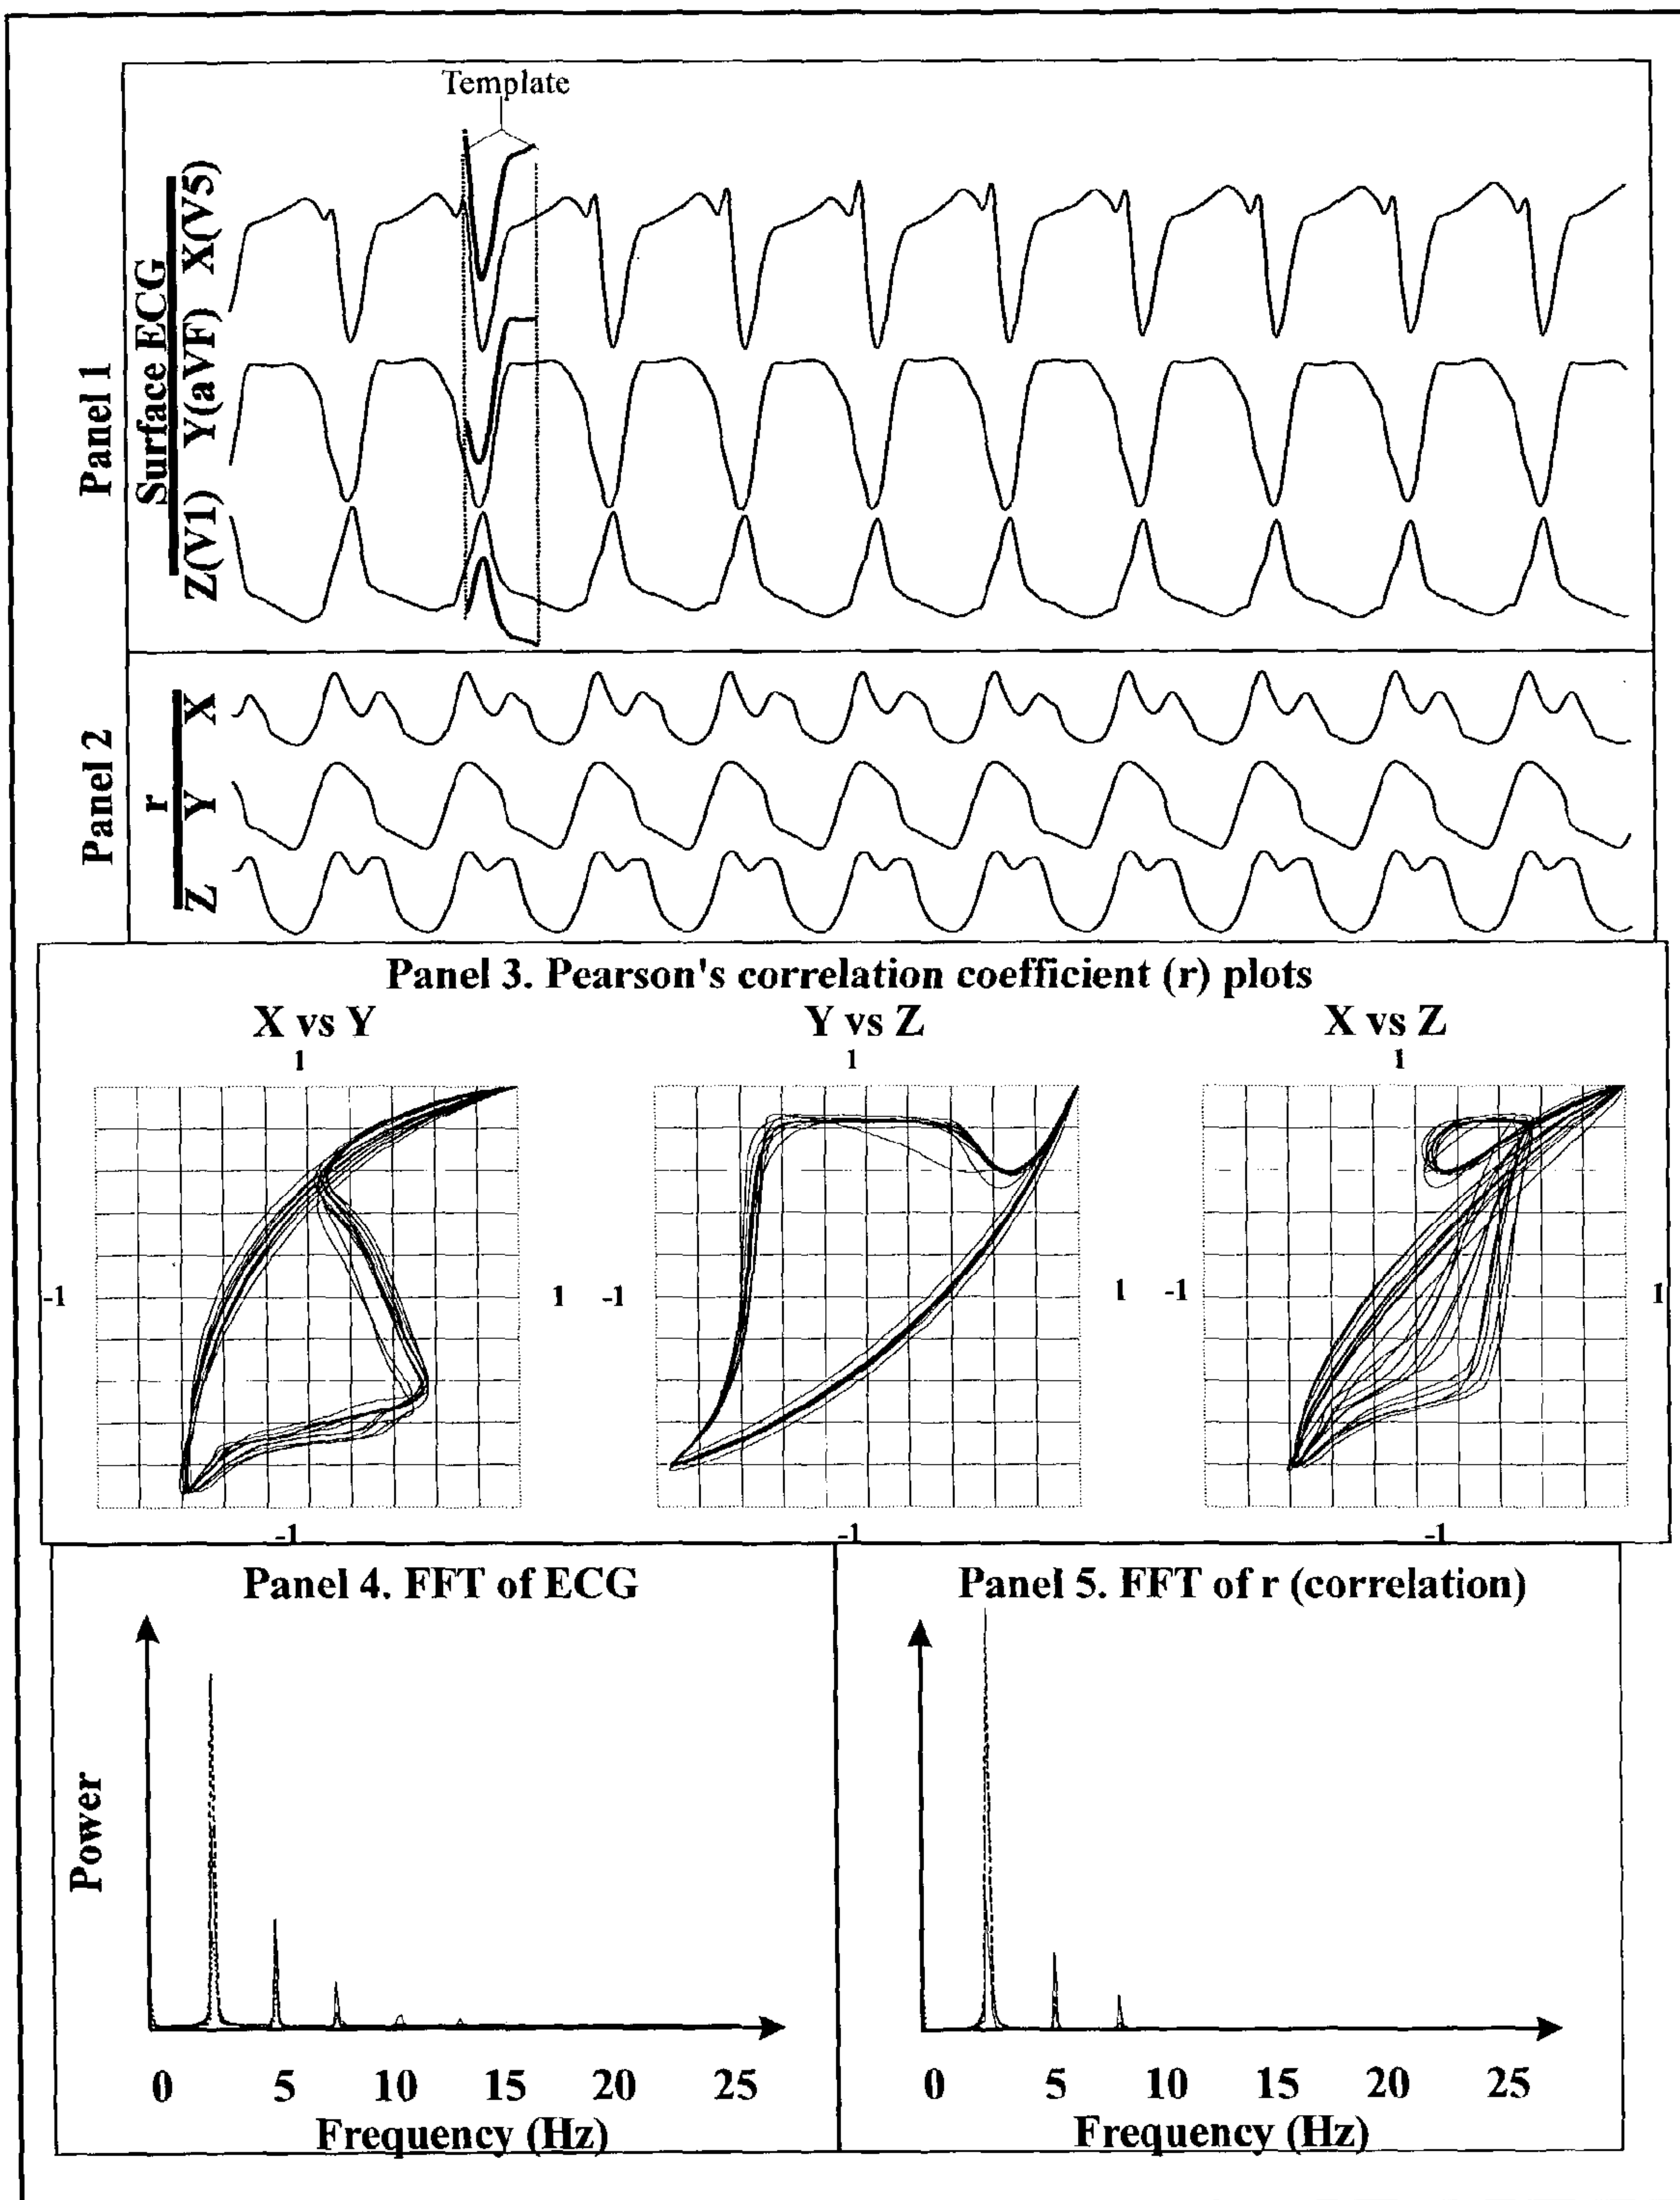 Template
Panel 1
Surface ECG
X(V5)
Y(aVF)
Z(V1)
Panel 2
r
X
Y
Z
Panel 3. Pearson's correlation coefficient (r) plots
X vs Y
Y vs Z
X vs Z
1
1
1
-1
1
-1
1
-1
1
-1
-1
-1
Panel 4. FFT of ECG
Panel 5. FFT of r (correlation)
Power
0 5 10 15 20 25
0 5 10 15 20 25
Frequency (Hz)
Frequency (Hz)